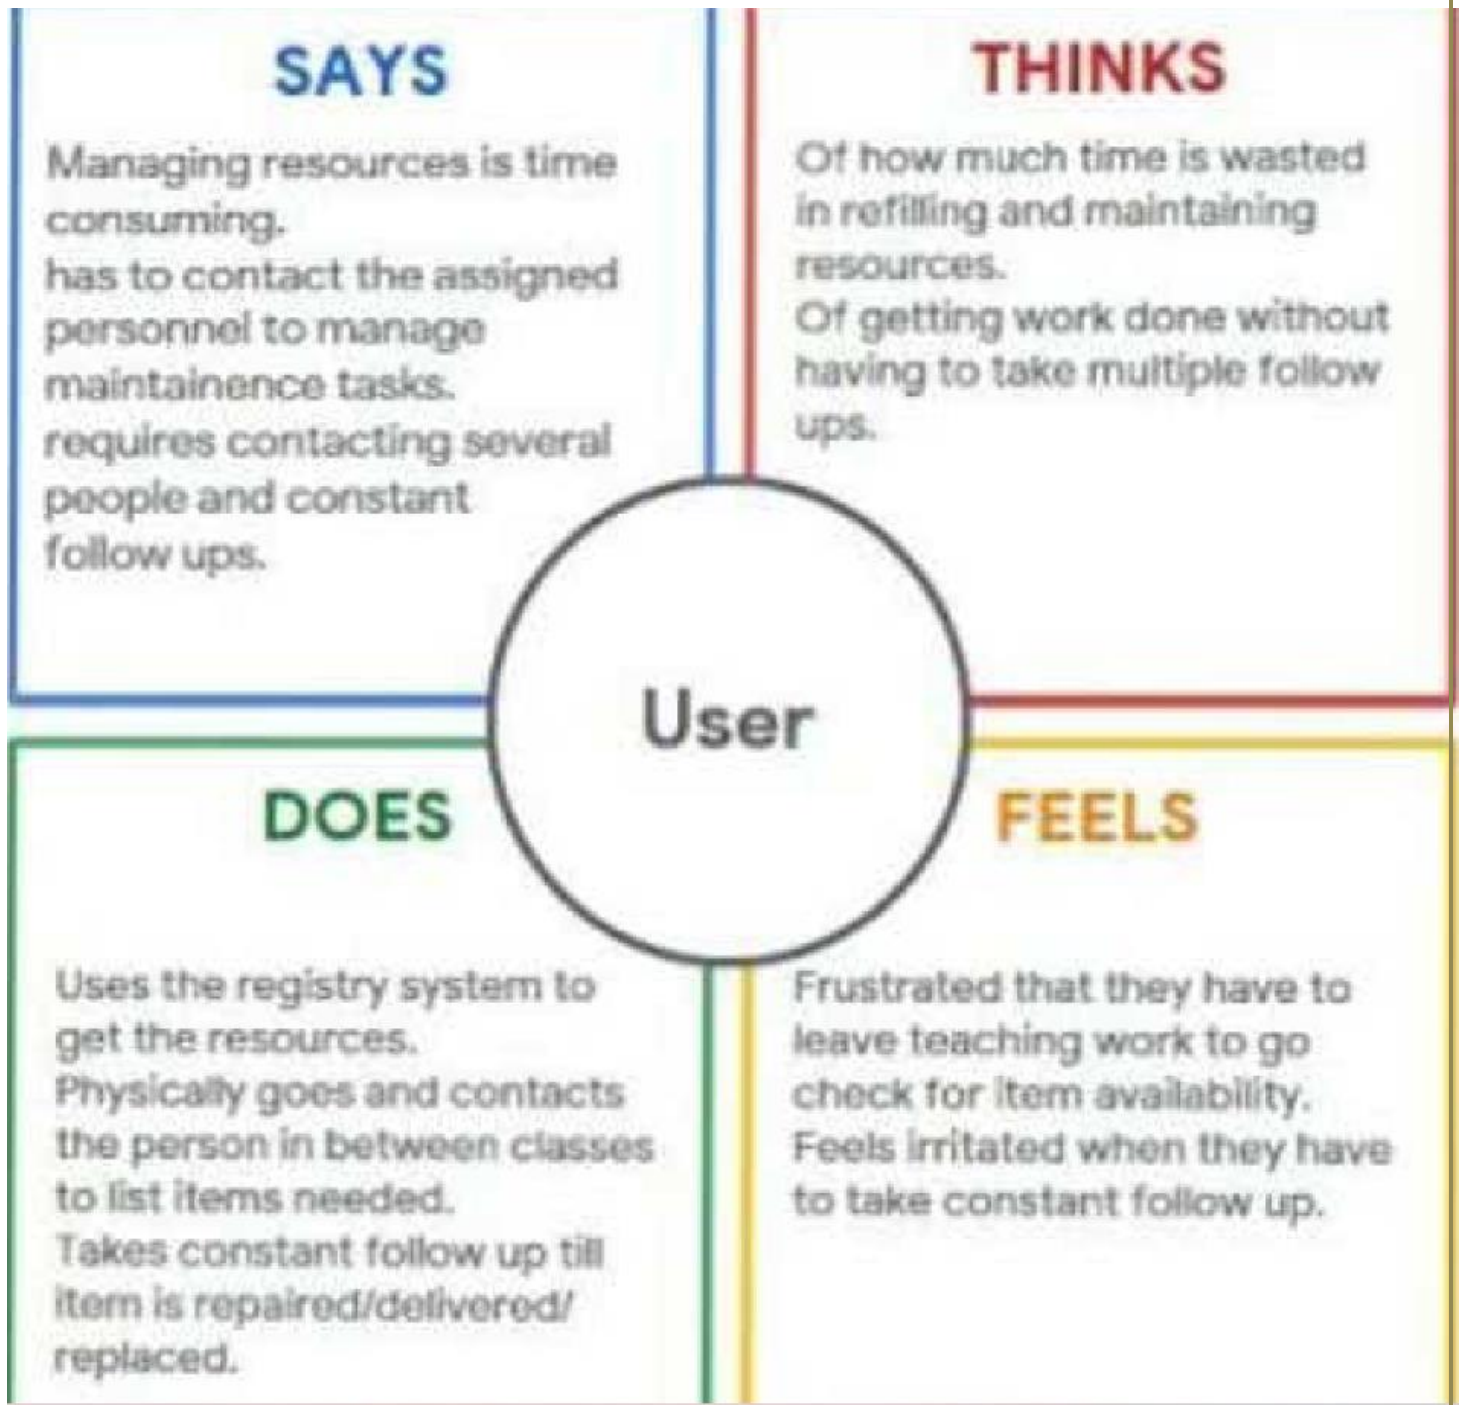 SAYS
Managing resources is time
consuming.
has to contact the assigned
personnel to manage
maintainence tasks.
requires contacting several
people and constant
follow ups.
THINKS
Of how much time is wasted
in refilling and maintaining
resources.
Of getting work done without
having to take multiple follow
ups.
User
DOES
Uses the registry system to
get the resources.
Physically goes and contacts
the person in between classes
to list items needed.
Takes constant follow up till
item is repaired/delivered/
replaced.
FEELS
Frustrated that they have to
leave teaching work to go
check for item availability.
Feels irritated when they have
to take constant follow up.